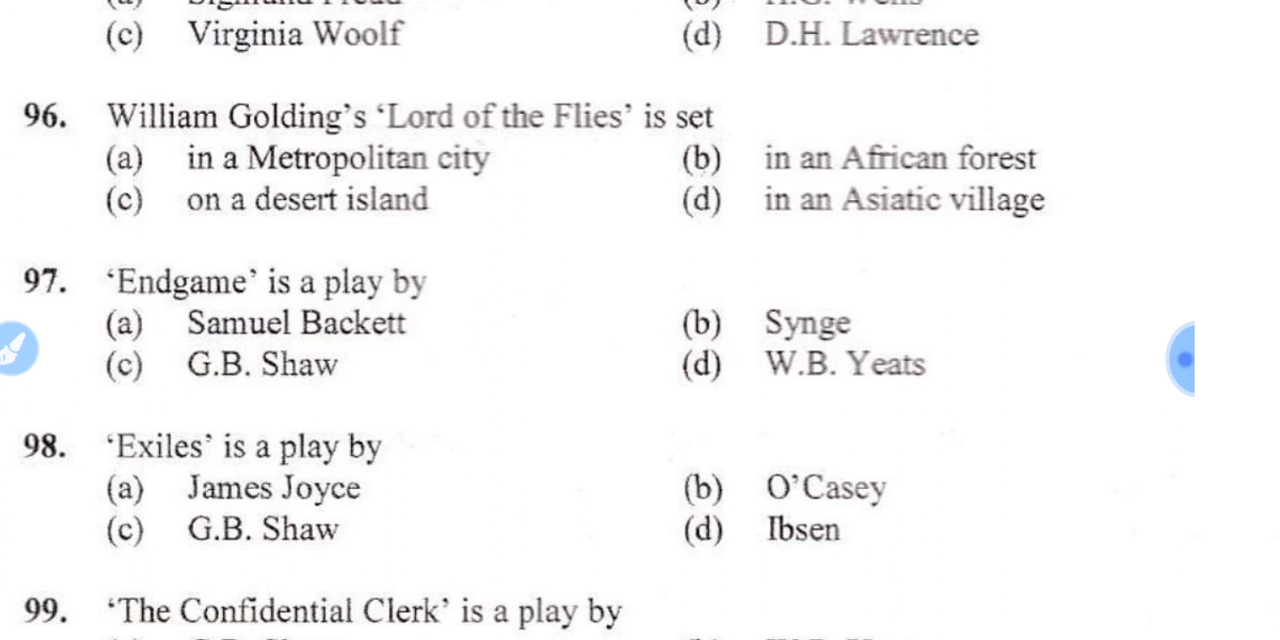 (c) Virginia Woolf (d) D.H. Lawrence
96. William Golding's 'Lord of the Flies' is set
(a) in a Metropolitan city (b) in an African forest
(c) on a desert island (d) in an Asiatic village
97. 'Endgame' is a play by
(a) Samuel Backett (b) Synge
(c) G.B. Shaw (d) W.B. Yeats
98. 'Exiles' is a play by
(a) James Joyce (b) O'Casey
(c) G.B. Shaw (d) Ibsen
99. 'The Confidential Clerk' is a play by